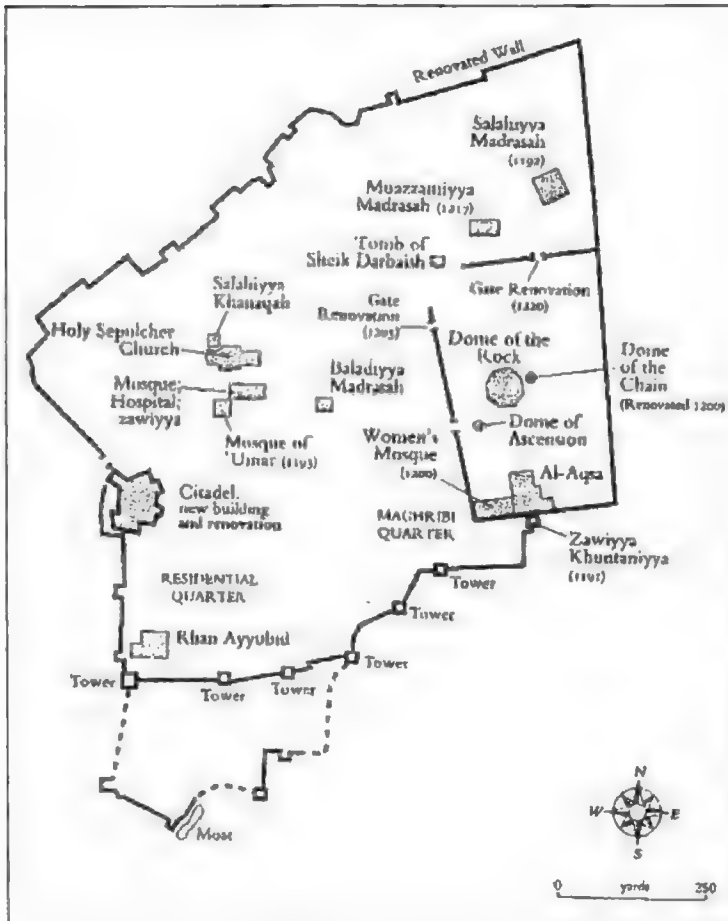 Renovated Wall
Salahiyya
Madrasah
(1192)
Muazzamiyya
Madrasah (1217)
Tomb of
Sheik Darbaish
Gate Renovation
(1220)
Salahiyya
Khanaqah
Gate
Renovation
(1203)
Holy Sepulcher
Church
Dome of the
Rock
Dome
of the
Chain
(Renovated 1200)
Mosque;
Hospital;
zawiyya
Baladiyya
Madrasah
Mosque of
'Umar (1193)
Women's
Mosque
(1200)
Dome of
Ascension
Al-Aqsa
Citadel,
new building
and renovation
MAGHRIBI
QUARTER
Zawiyya
Khuntaniyya
(1191)
RESIDENTIAL
QUARTER
Tower
Tower
Khan Ayyubid
Tower
Tower
Tower
Tower
Moat
N
W
E
S
0 yards 250